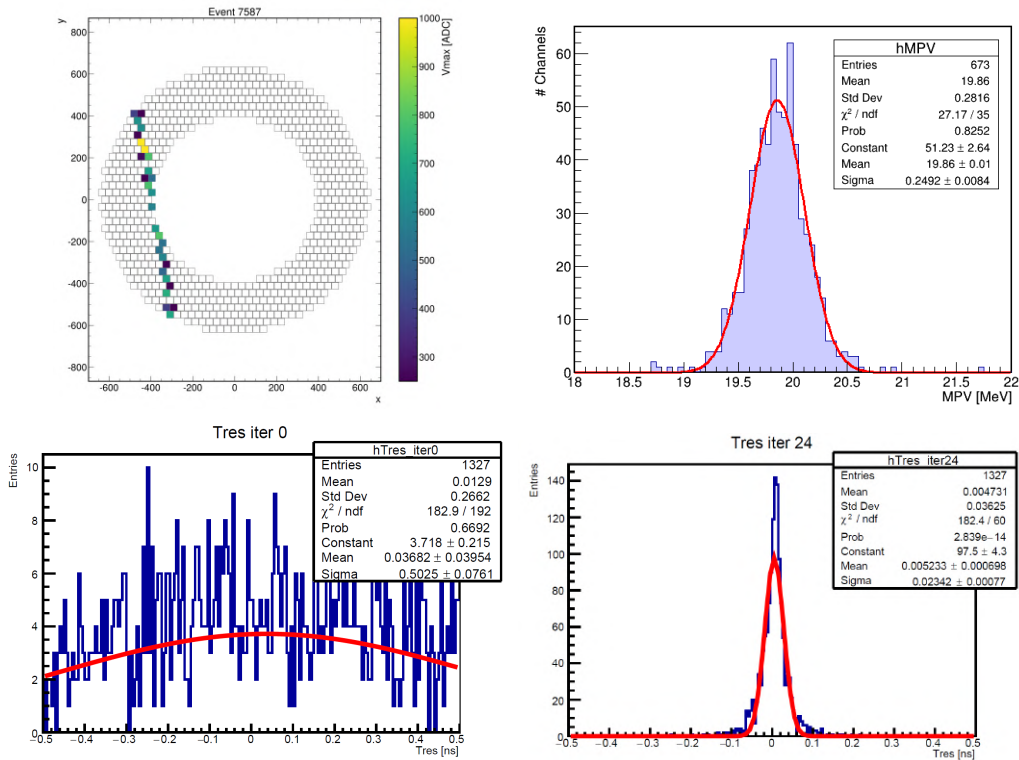 Event 7587
y
800
600
400
200
0
−200
−400
−600
−800
−600 −400 −200 0 200 400 600
x
1000
900
800
700
600
500
400
300
Vmax [ADC]
# Channels
60
50
40
30
20
10
0
18 18.5 19 19.5 20 20.5 21 21.5 22
MPV [MeV]
hMPV
Entries 673
Mean 19.86
Std Dev 0.2816
χ² / ndf 27.17 / 35
Prob 0.8252
Constant 51.23 ± 2.64
Mean 19.86 ± 0.01
Sigma 0.2492 ± 0.0084
Tres iter 0
Entries
10
8
6
4
2
0
−0.5 −0.4 −0.3 −0.2 −0.1 0 0.1 0.2 0.3 0.4 0.5
Tres [ns]
hTres_iter0
Entries 1327
Mean 0.0129
Std Dev 0.2662
χ² / ndf 182.9 / 192
Prob 0.6692
Constant 3.718 ± 0.215
Mean 0.03682 ± 0.03954
Sigma 0.5025 ± 0.0761
Tres iter 24
Entries
140
120
100
80
60
40
20
0
−0.5 −0.4 −0.3 −0.2 −0.1 0 0.1 0.2 0.3 0.4 0.5
Tres [ns]
hTres_iter24
Entries 1327
Mean 0.004731
Std Dev 0.03625
χ² / ndf 182.4 / 60
Prob 2.839e−14
Constant 97.5 ± 4.3
Mean 0.005233 ± 0.000698
Sigma 0.02342 ± 0.00077